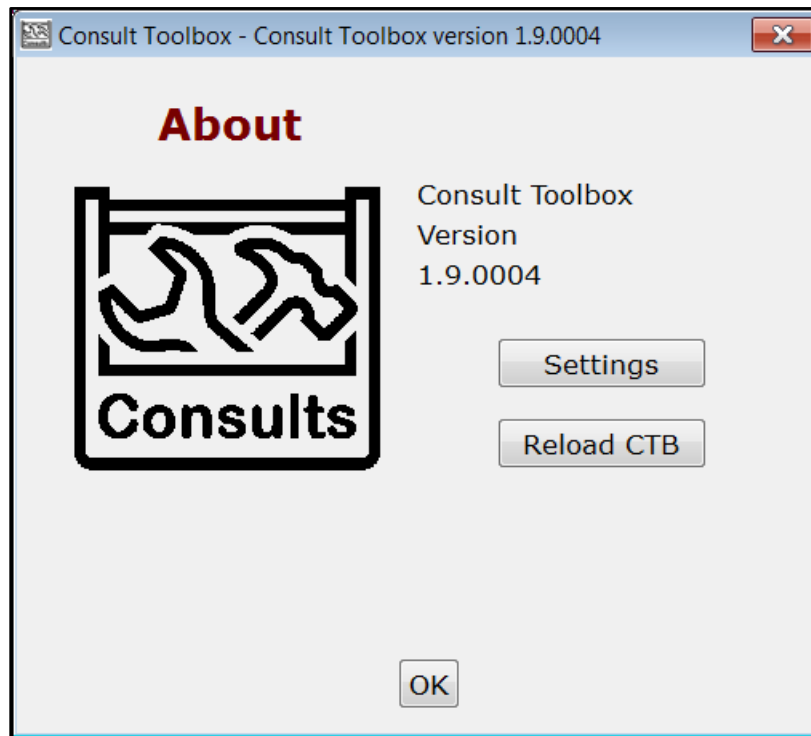 Consult Toolbox - Consult Toolbox version 1.9.0004
About
Consult Toolbox
Version
1.9.0004
Settings
Consults
Reload CTB
OK